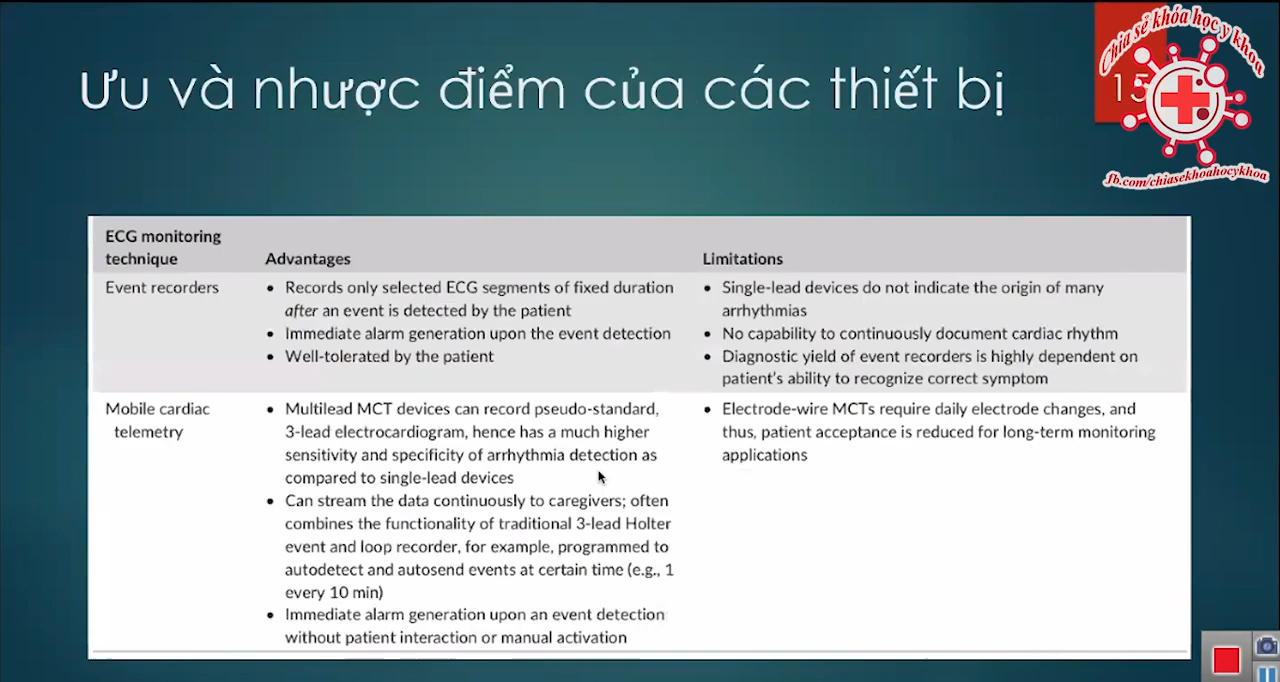 Ưu và nhược điểm của các thiết bị
15
Chia sẻ khóa học y khoa
fb.com/chiasekhoahocykhoa
ECG monitoring
technique
Advantages
Limitations
Event recorders
• Records only selected ECG segments of fixed duration
after an event is detected by the patient
• Immediate alarm generation upon the event detection
• Well-tolerated by the patient
• Single-lead devices do not indicate the origin of many
arrhythmias
• No capability to continuously document cardiac rhythm
• Diagnostic yield of event recorders is highly dependent on
patient's ability to recognize correct symptom
Mobile cardiac
telemetry
• Multilead MCT devices can record pseudo-standard,
3-lead electrocardiogram, hence has a much higher
sensitivity and specificity of arrhythmia detection as
compared to single-lead devices
• Can stream the data continuously to caregivers; often
combines the functionality of traditional 3-lead Holter
event and loop recorder, for example, programmed to
autodetect and autosend events at certain time (e.g., 1
every 10 min)
• Immediate alarm generation upon an event detection
without patient interaction or manual activation
• Electrode-wire MCTs require daily electrode changes, and
thus, patient acceptance is reduced for long-term monitoring
applications